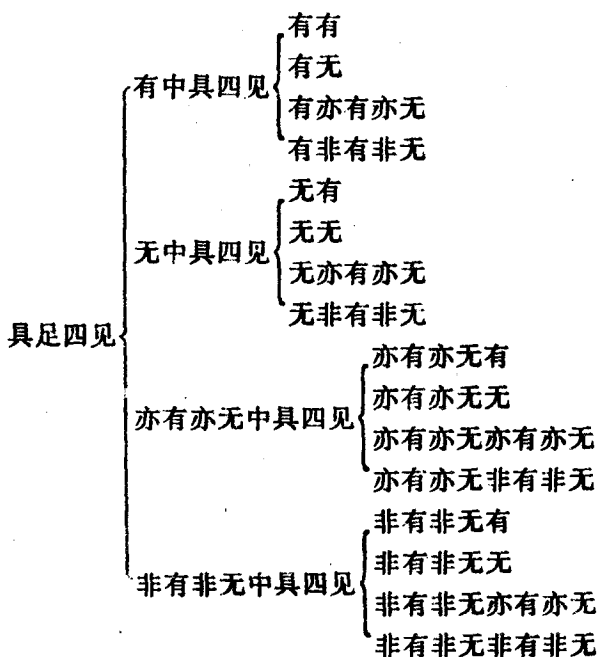 具足四见
有中具四见
有有
有无
有亦有亦无
有非有非无
无中具四见
无有
无无
无亦有亦无
无非有非无
亦有亦无中具四见
亦有亦无有
亦有亦无无
亦有亦无亦有亦无
亦有亦无非有非无
非有非无中具四见
非有非无有
非有非无无
非有非无亦有亦无
非有非无非有非无